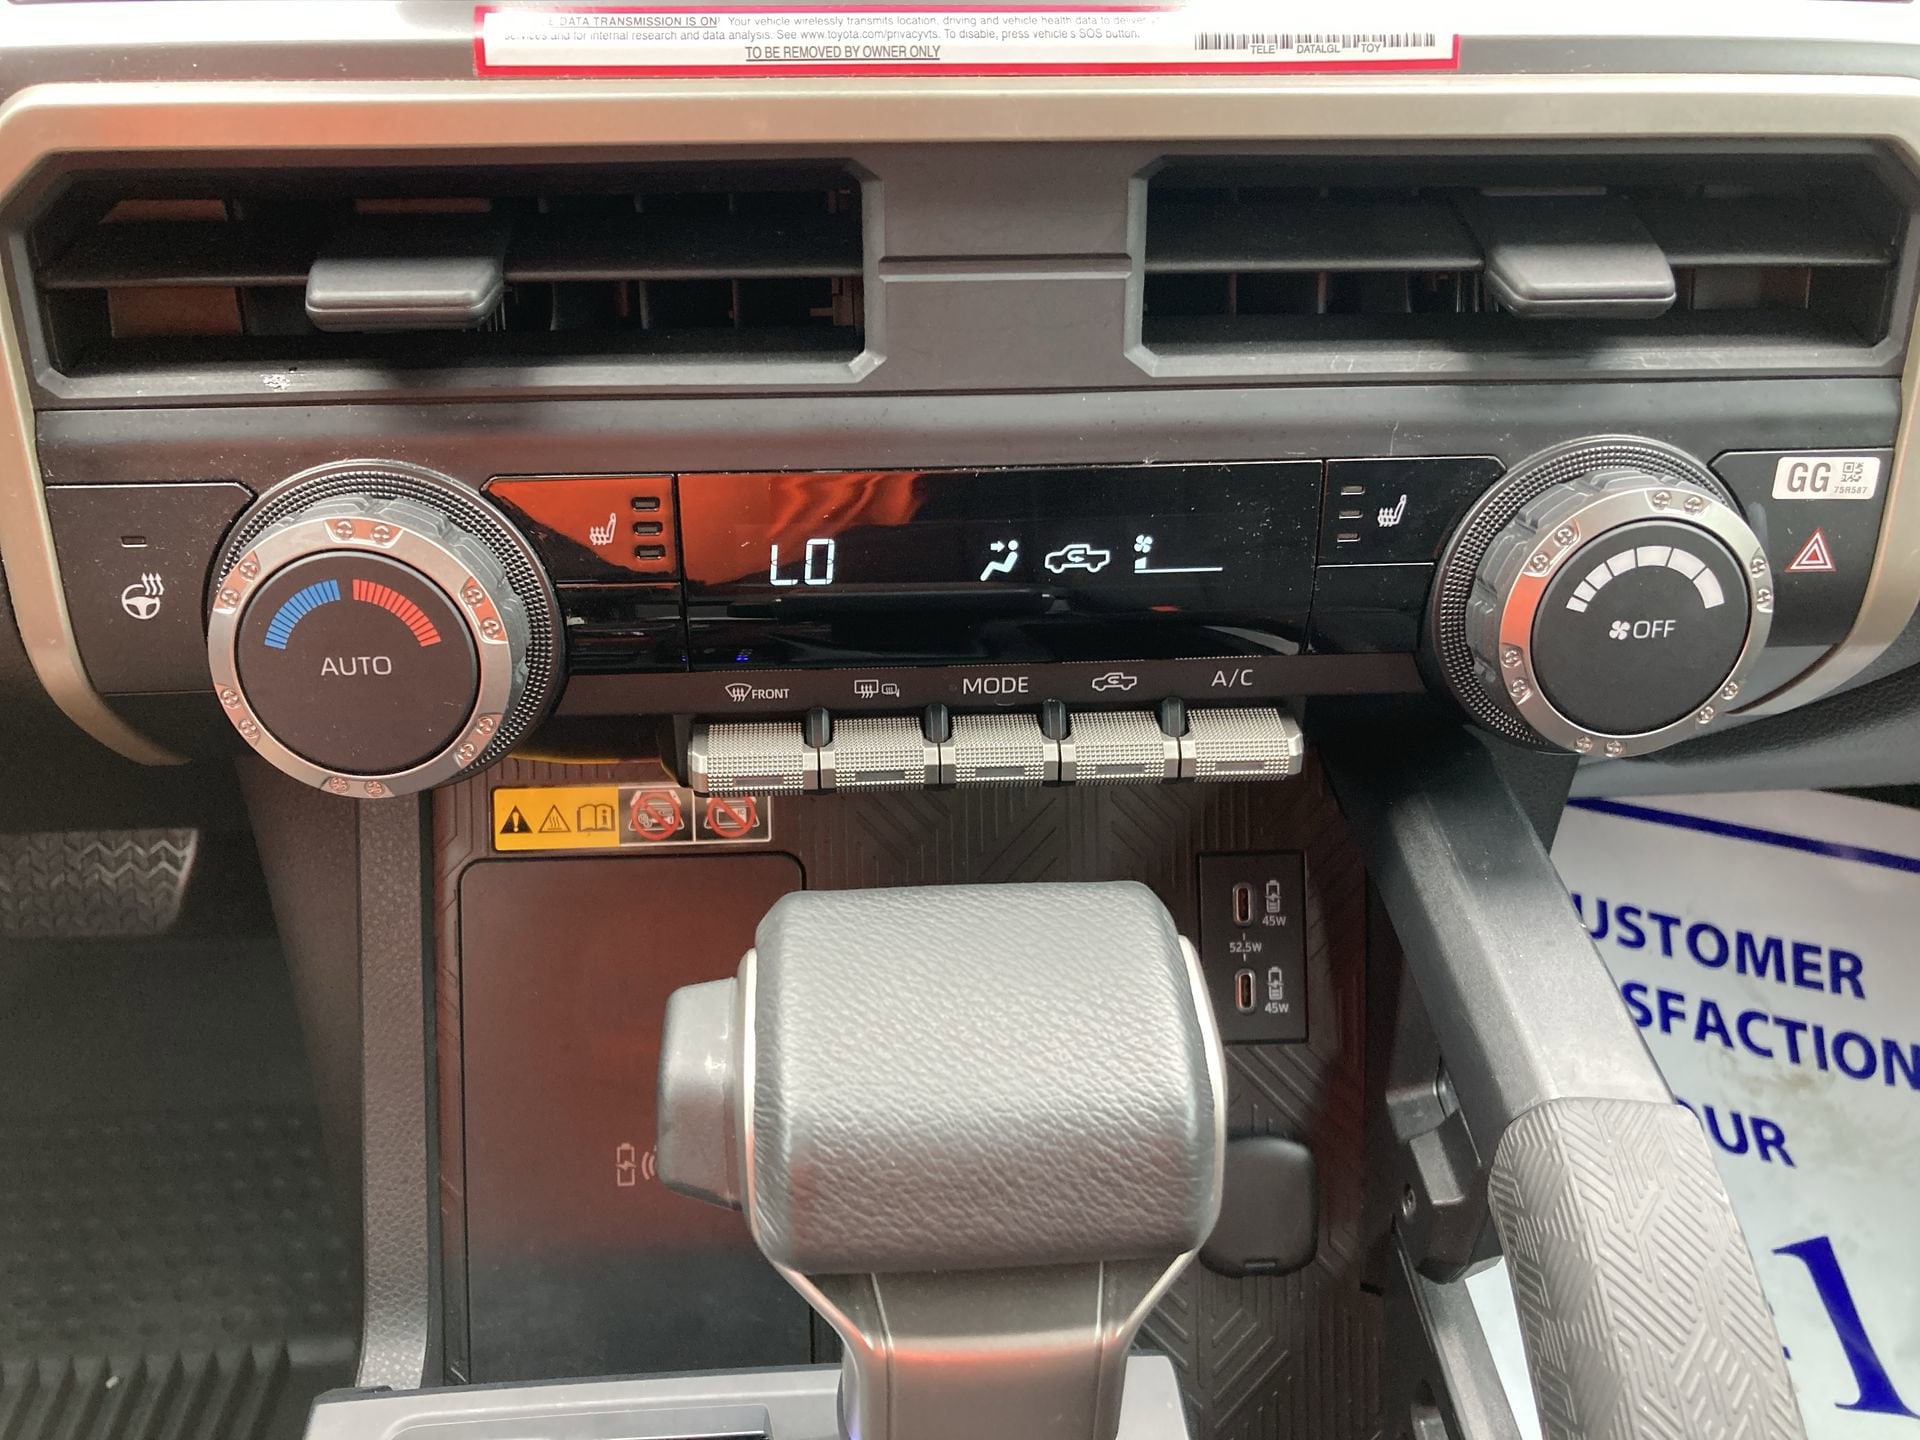 DATA TRANSMISSION IS ON! Your vehicle wirelessly transmits location, driving and vehicle health data to deliver
services and for internal research and data analysis. See www.toyota.com/privacyvts. To disable, press vehicle's SOS button.
TO BE REMOVED BY OWNER ONLY
TELE DATALGL TOY
GG
75R587
LO
AUTO
OFF
FRONT
MODE
A/C
45W
52.5W
45W
USTOMER
SFACTION
OUR
1